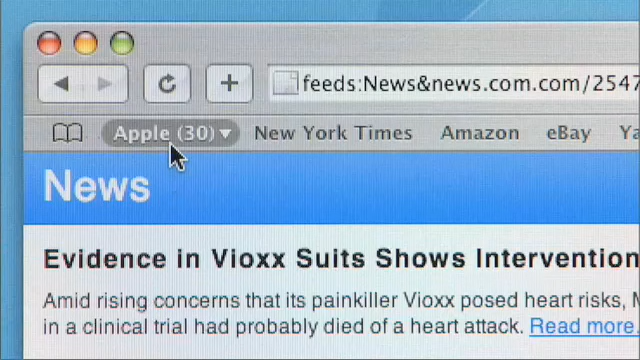 feeds:News&news.com.com/2547
Apple (30) New York Times Amazon eBay Ya
News
Evidence in Vioxx Suits Shows Intervention
Amid rising concerns that its painkiller Vioxx posed heart risks, M
in a clinical trial had probably died of a heart attack. Read more.